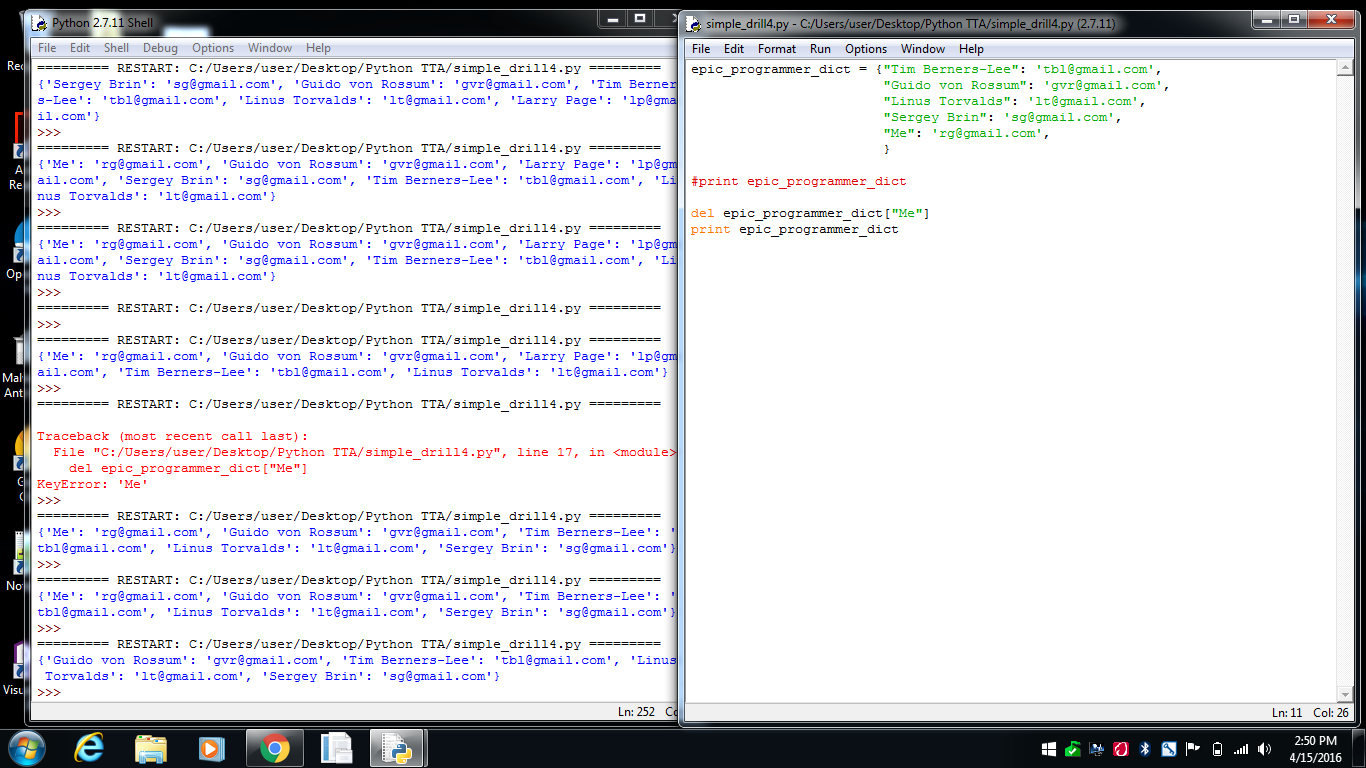 Python 2.7.11 Shell
File Edit Shell Debug Options Window Help
========= RESTART: C:/Users/user/Desktop/Python TTA/simple_drill4.py =========
{'Sergey Brin': 'sg@gmail.com', 'Guido von Rossum': 'gvr@gmail.com', 'Tim Berner
s-Lee': 'tbl@gmail.com', 'Linus Torvalds': 'lt@gmail.com', 'Larry Page': 'lp@gm
il.com'}
>>>
========= RESTART: C:/Users/user/Desktop/Python TTA/simple_drill4.py =========
{'Me': 'rg@gmail.com', 'Guido von Rossum': 'gvr@gmail.com', 'Larry Page': 'lp@gm
ail.com', 'Sergey Brin': 'sg@gmail.com', 'Tim Berners-Lee': 'tbl@gmail.com', 'Li
nus Torvalds': 'lt@gmail.com'}
>>>
========= RESTART: C:/Users/user/Desktop/Python TTA/simple_drill4.py =========
{'Me': 'rg@gmail.com', 'Guido von Rossum': 'gvr@gmail.com', 'Larry Page': 'lp@gm
ail.com', 'Sergey Brin': 'sg@gmail.com', 'Tim Berners-Lee': 'tbl@gmail.com', 'Li
nus Torvalds': 'lt@gmail.com'}
>>>
========= RESTART: C:/Users/user/Desktop/Python TTA/simple_drill4.py =========
>>>
========= RESTART: C:/Users/user/Desktop/Python TTA/simple_drill4.py =========
{'Me': 'rg@gmail.com', 'Guido von Rossum': 'gvr@gmail.com', 'Larry Page': 'lp@gm
ail.com', 'Tim Berners-Lee': 'tbl@gmail.com', 'Linus Torvalds': 'lt@gmail.com'}
>>>
========= RESTART: C:/Users/user/Desktop/Python TTA/simple_drill4.py =========
Traceback (most recent call last):
File "C:/Users/user/Desktop/Python TTA/simple_drill4.py", line 17, in <module>
del epic_programmer_dict["Me"]
KeyError: 'Me'
>>>
========= RESTART: C:/Users/user/Desktop/Python TTA/simple_drill4.py =========
{'Me': 'rg@gmail.com', 'Guido von Rossum': 'gvr@gmail.com', 'Tim Berners-Lee': '
tbl@gmail.com', 'Linus Torvalds': 'lt@gmail.com', 'Sergey Brin': 'sg@gmail.com'}
>>>
========= RESTART: C:/Users/user/Desktop/Python TTA/simple_drill4.py =========
{'Me': 'rg@gmail.com', 'Guido von Rossum': 'gvr@gmail.com', 'Tim Berners-Lee': '
tbl@gmail.com', 'Linus Torvalds': 'lt@gmail.com', 'Sergey Brin': 'sg@gmail.com'}
>>>
========= RESTART: C:/Users/user/Desktop/Python TTA/simple_drill4.py =========
{'Guido von Rossum': 'gvr@gmail.com', 'Tim Berners-Lee': 'tbl@gmail.com', 'Linus
Torvalds': 'lt@gmail.com', 'Sergey Brin': 'sg@gmail.com'}
>>>
Ln: 252 Co
simple_drill4.py - C:/Users/user/Desktop/Python TTA/simple_drill4.py (2.7.11)
File Edit Format Run Options Window Help
epic_programmer_dict = {"Tim Berners-Lee": 'tbl@gmail.com',
"Guido von Rossum": 'gvr@gmail.com',
"Linus Torvalds": 'lt@gmail.com',
"Sergey Brin": 'sg@gmail.com',
"Me": 'rg@gmail.com',
}
#print epic_programmer_dict
del epic_programmer_dict["Me"]
print epic_programmer_dict
Ln: 11 Col: 26
2:50 PM
4/15/2016